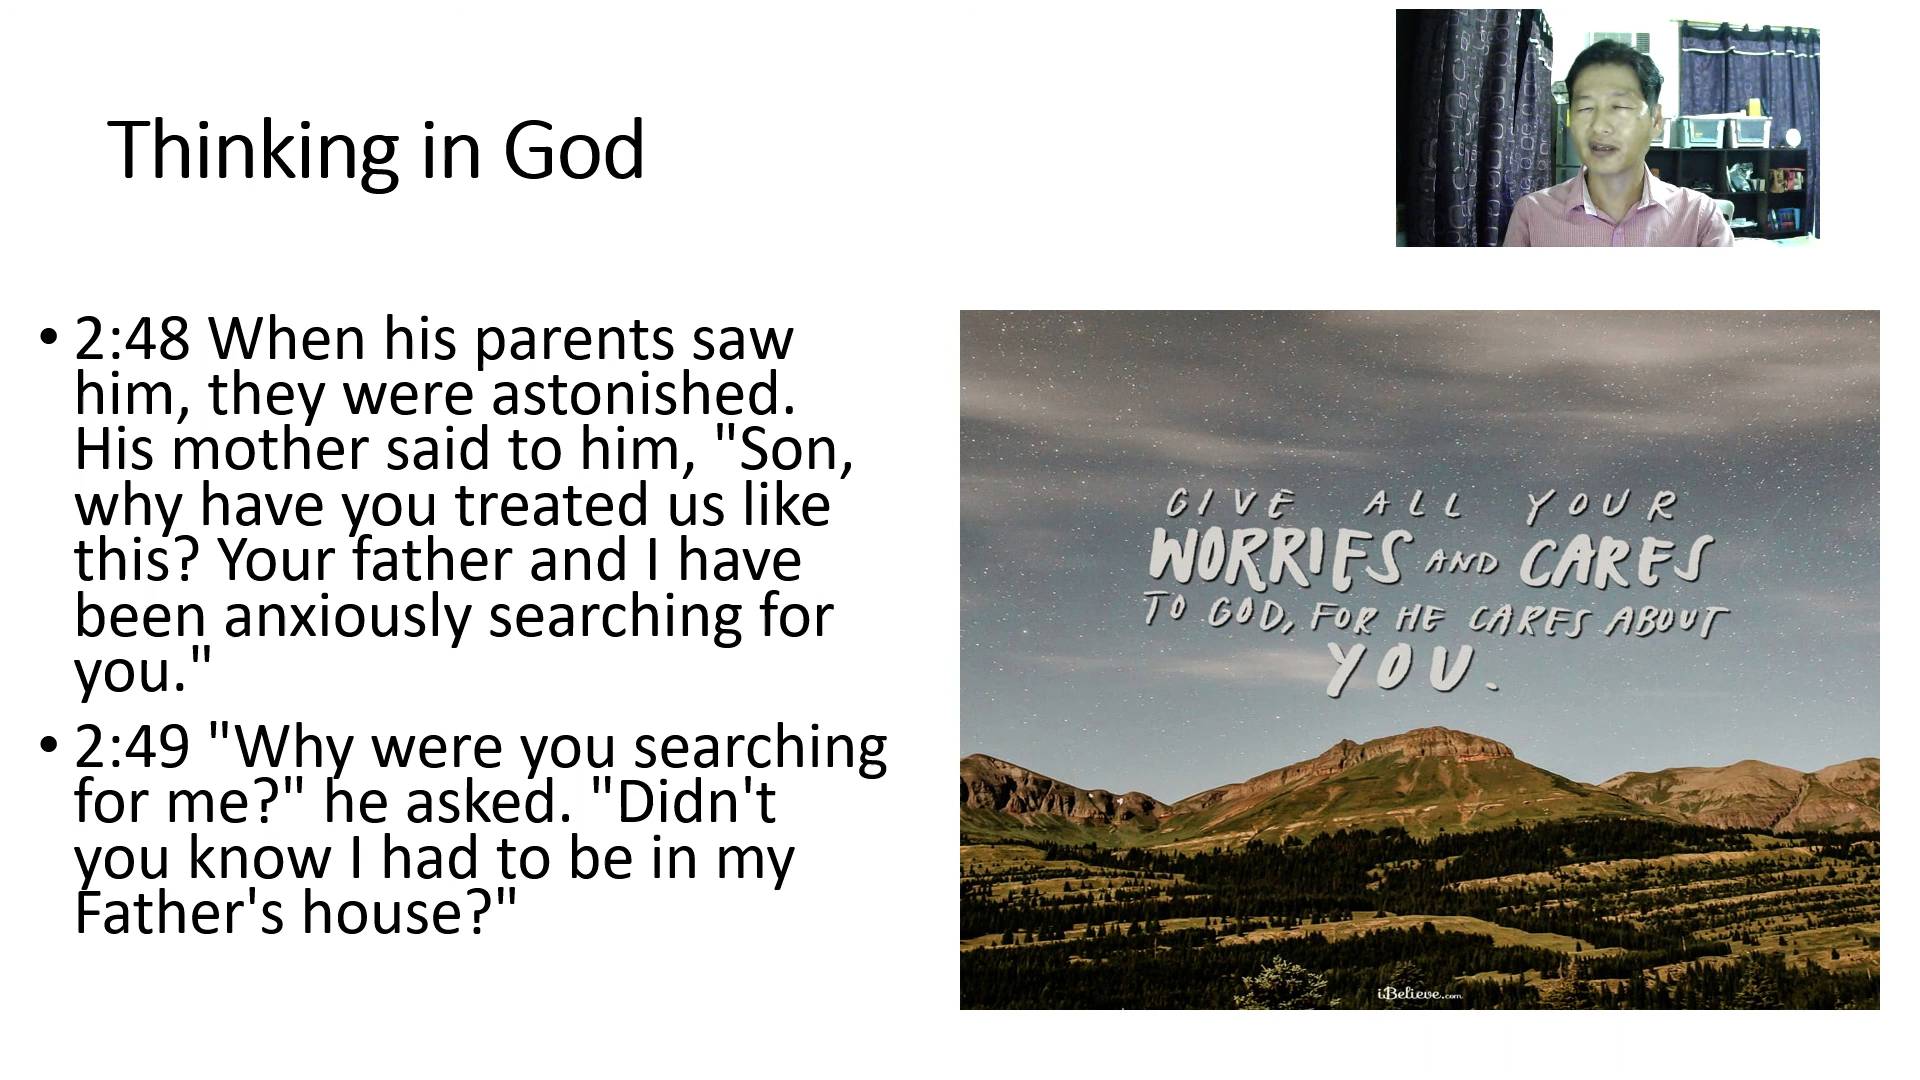 Thinking in God
• 2:48 When his parents saw
him, they were astonished.
His mother said to him, "Son,
why have you treated us like
this? Your father and I have
been anxiously searching for
you."
• 2:49 "Why were you searching
for me?" he asked. "Didn't
you know I had to be in my
Father's house?"
GIVE ALL YOUR
WORRIES AND CARES
TO GOD, FOR HE CARES ABOUT
YOU.
iBelieve.com